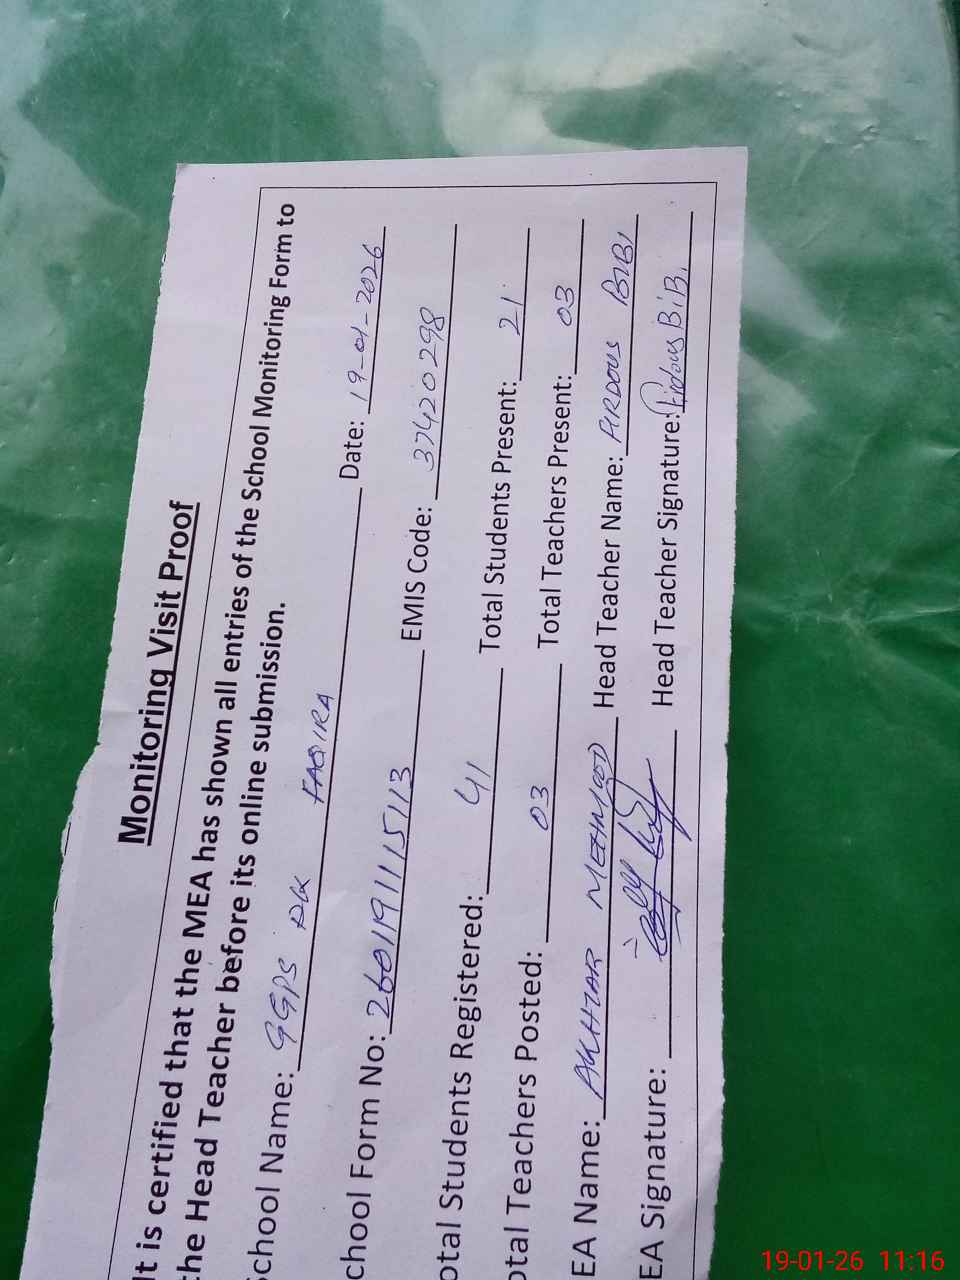 Monitoring Visit Proof
It is certified that the MEA has shown all entries of the School Monitoring Form to
the Head Teacher before its online submission.
School Name: GGPS DK FAQIRA Date: 19-01-2026
chool Form No: 2601191115113 EMIS Code: 37420298
otal Students Registered: 41 Total Students Present: 21
otal Teachers Posted: 03 Total Teachers Present: 03
EA Name: AKHTAR MEHMOOD Head Teacher Name: FIRDOUS BIBI
EA Signature: Head Teacher Signature: Firdous BiBi
19-01-26 11:16